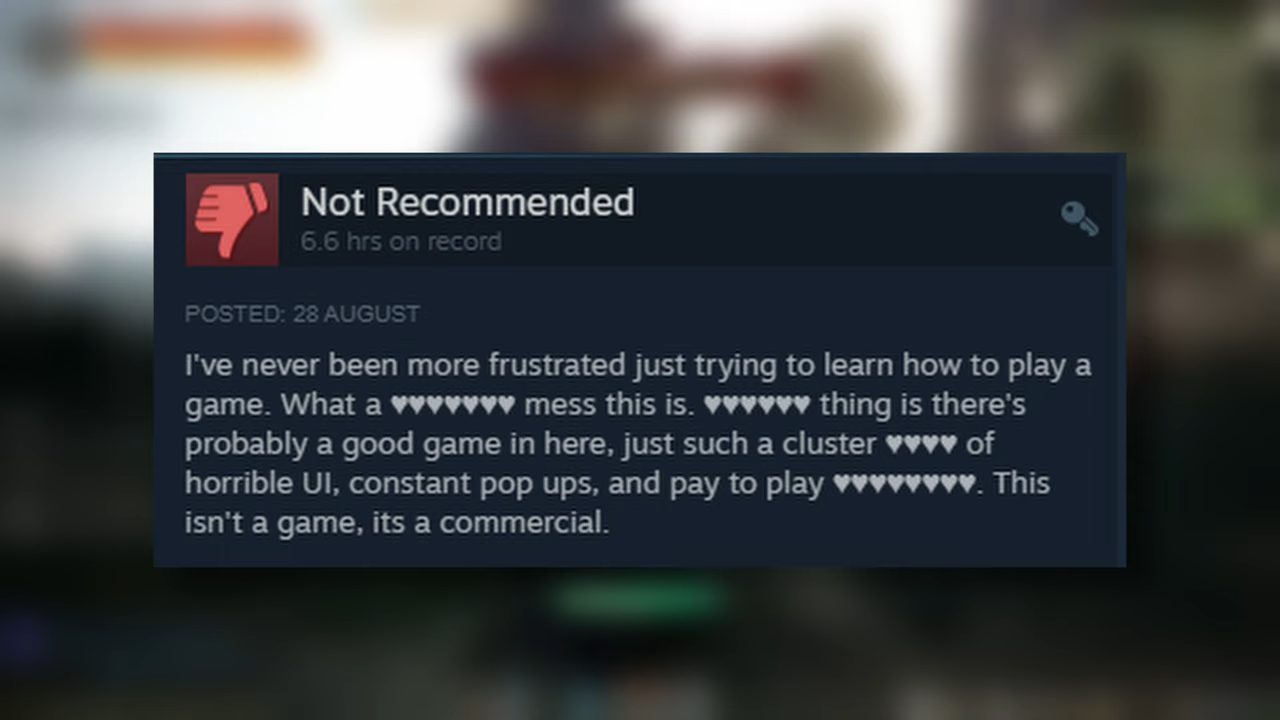 Not Recommended
6.6 hrs on record
POSTED: 28 AUGUST
I've never been more frustrated just trying to learn how to play a
game. What a ♥♥♥♥♥♥♥ mess this is. ♥♥♥♥♥♥ thing is there's
probably a good game in here, just such a cluster ♥♥♥♥ of
horrible UI, constant pop ups, and pay to play ♥♥♥♥♥♥♥♥. This
isn't a game, its a commercial.